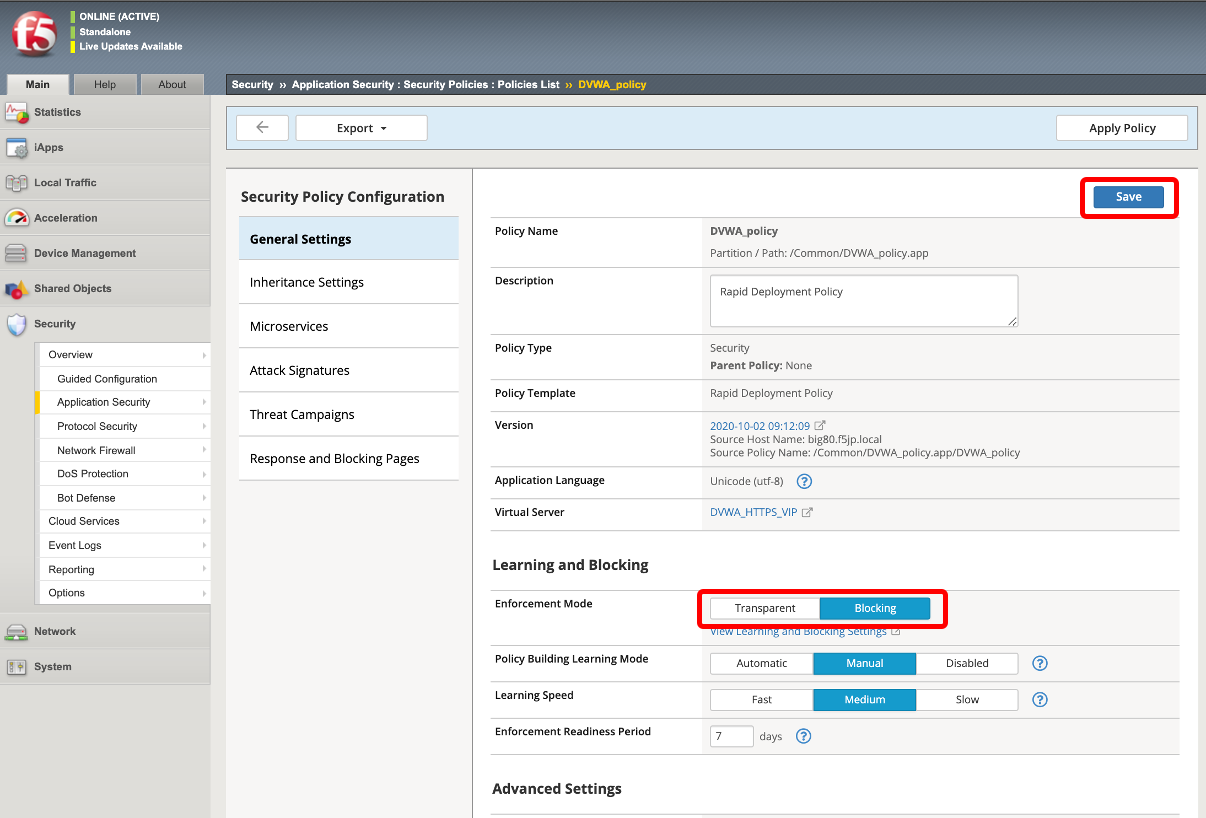 f5
ONLINE (ACTIVE)
Standalone
Live Updates Available
Main Help About
Security » Application Security : Security Policies : Policies List » DVWA_policy
Statistics
iApps
Local Traffic
Acceleration
Device Management
Shared Objects
Security
Overview
Guided Configuration
Application Security
Protocol Security
Network Firewall
DoS Protection
Bot Defense
Cloud Services
Event Logs
Reporting
Options
Network
System
Export
Apply Policy
Security Policy Configuration
General Settings
Inheritance Settings
Microservices
Attack Signatures
Threat Campaigns
Response and Blocking Pages
Save
Policy Name DVWA_policy
Partition / Path: /Common/DVWA_policy.app
Description Rapid Deployment Policy
Policy Type Security
Parent Policy: None
Policy Template Rapid Deployment Policy
Version 2020-10-02 09:12:09
Source Host Name: big80.f5jp.local
Source Policy Name: /Common/DVWA_policy.app/DVWA_policy
Application Language Unicode (utf-8) ?
Virtual Server DVWA_HTTPS_VIP
Learning and Blocking
Enforcement Mode Transparent Blocking
View Learning and Blocking Settings
Policy Building Learning Mode Automatic Manual Disabled ?
Learning Speed Fast Medium Slow ?
Enforcement Readiness Period 7 days ?
Advanced Settings